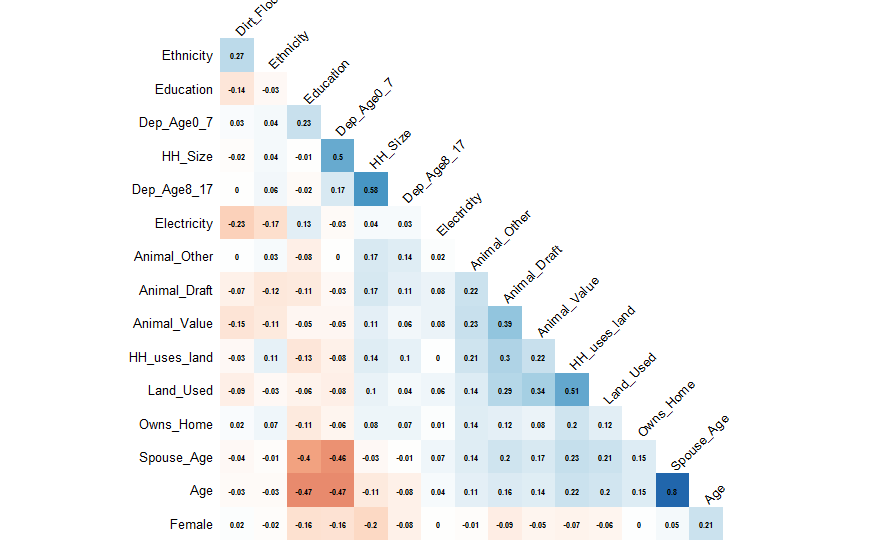 Dirt_Floo
Ethnicity 0.27 Ethnicity
Education -0.14 -0.03 Education
Dep_Age0_7 0.03 0.04 0.23 Dep_Age0_7
HH_Size -0.02 0.04 -0.01 0.5 HH_Size
Dep_Age8_17 0 0.06 -0.02 0.17 0.58 Dep_Age8_17
Electricity -0.23 -0.17 0.13 -0.03 0.04 0.03 Electricity
Animal_Other 0 0.03 -0.08 0 0.17 0.14 0.02 Animal_Other
Animal_Draft -0.07 -0.12 -0.11 -0.03 0.17 0.11 0.08 0.22 Animal_Draft
Animal_Value -0.15 -0.11 -0.05 -0.05 0.11 0.06 0.08 0.23 0.39 Animal_Value
HH_uses_land -0.03 0.11 -0.13 -0.08 0.14 0.1 0 0.21 0.3 0.22 HH_uses_land
Land_Used -0.09 -0.03 -0.06 -0.08 0.1 0.04 0.06 0.14 0.29 0.34 0.51 Land_Used
Owns_Home 0.02 0.07 -0.11 -0.06 0.08 0.07 0.01 0.14 0.12 0.08 0.2 0.12 Owns_Home
Spouse_Age -0.04 -0.01 -0.4 -0.46 -0.03 -0.01 0.07 0.14 0.2 0.17 0.23 0.21 0.15 Spouse_Age
Age -0.03 -0.03 -0.47 -0.47 -0.11 -0.08 0.04 0.11 0.16 0.14 0.22 0.2 0.15 0.8 Age
Female 0.02 -0.02 -0.16 -0.16 -0.2 -0.08 0 -0.01 -0.09 -0.05 -0.07 -0.06 0 0.05 0.21